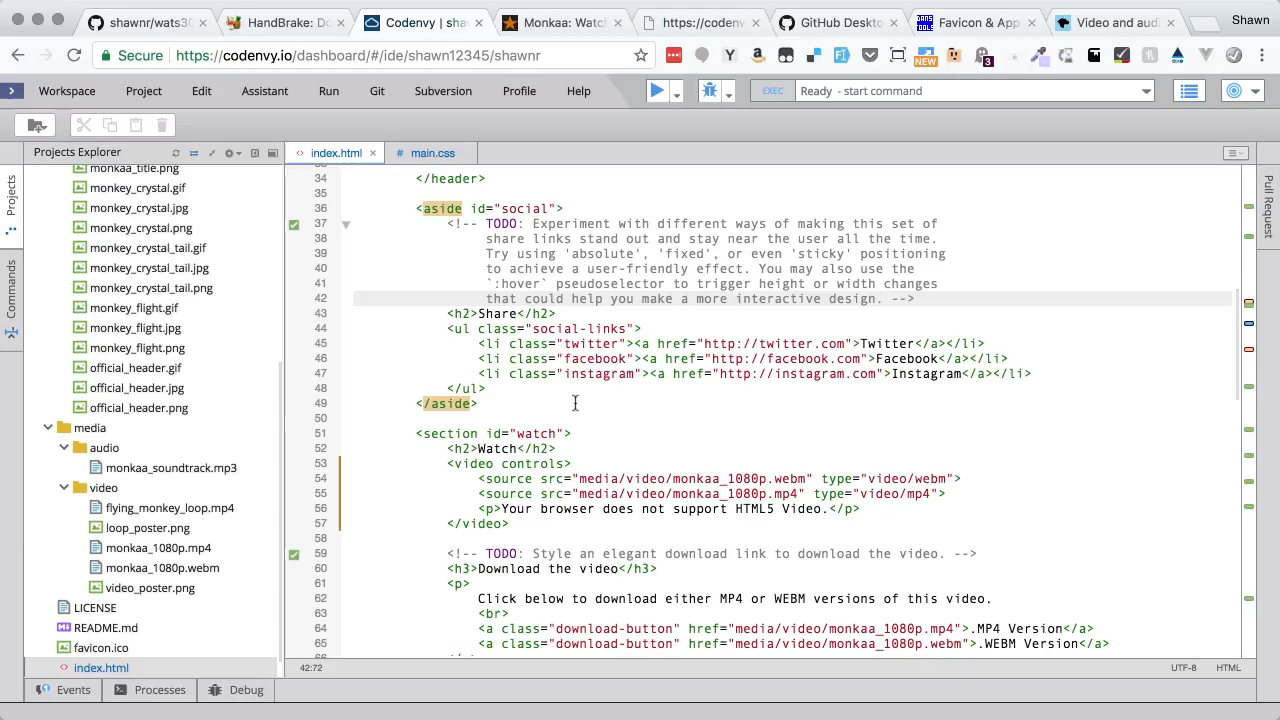 shawnr/wats30
HandBrake: Do
Codenvy | shaw
Monkaa: Watch
https://codenv
GitHub Deskto
Favicon & App
Video and audi
Shawn
Secure
https://codenvy.io/dashboard/#/ide/shawn12345/shawnr
NEW
3
Workspace Project Edit Assistant Run Git Subversion Profile Help
EXEC Ready - start command
Projects Explorer
index.html
main.css
Projects
Commands
Pull Request
monkaa_title.png
monkey_crystal.gif
monkey_crystal.jpg
monkey_crystal.png
monkey_crystal_tail.gif
monkey_crystal_tail.jpg
monkey_crystal_tail.png
monkey_flight.gif
monkey_flight.jpg
monkey_flight.png
official_header.gif
official_header.jpg
official_header.png
media
audio
monkaa_soundtrack.mp3
video
flying_monkey_loop.mp4
loop_poster.png
monkaa_1080p.mp4
monkaa_1080p.webm
video_poster.png
LICENSE
README.md
favicon.ico
index.html
34 </header>
35
36 <aside id="social">
37 <!-- TODO: Experiment with different ways of making this set of
38 share links stand out and stay near the user all the time.
39 Try using 'absolute', 'fixed', or even 'sticky' positioning
40 to achieve a user-friendly effect. You may also use the
41 `:hover` pseudoselector to trigger height or width changes
42 that could help you make a more interactive design. -->
43 <h2>Share</h2>
44 <ul class="social-links">
45 <li class="twitter"><a href="http://twitter.com">Twitter</a></li>
46 <li class="facebook"><a href="http://facebook.com">Facebook</a></li>
47 <li class="instagram"><a href="http://instagram.com">Instagram</a></li>
48 </ul>
49 </aside>
50
51 <section id="watch">
52 <h2>Watch</h2>
53 <video controls>
54 <source src="media/video/monkaa_1080p.webm" type="video/webm">
55 <source src="media/video/monkaa_1080p.mp4" type="video/mp4">
56 <p>Your browser does not support HTML5 Video.</p>
57 </video>
58
59 <!-- TODO: Style an elegant download link to download the video. -->
60 <h3>Download the video</h3>
61 <p>
62 Click below to download either MP4 or WEBM versions of this video.
63 <br>
64 <a class="download-button" href="media/video/monkaa_1080p.mp4">.MP4 Version</a>
65 <a class="download-button" href="media/video/monkaa_1080p.webm">.WEBM Version</a>
42:72
UTF-8 HTML
Events Processes Debug